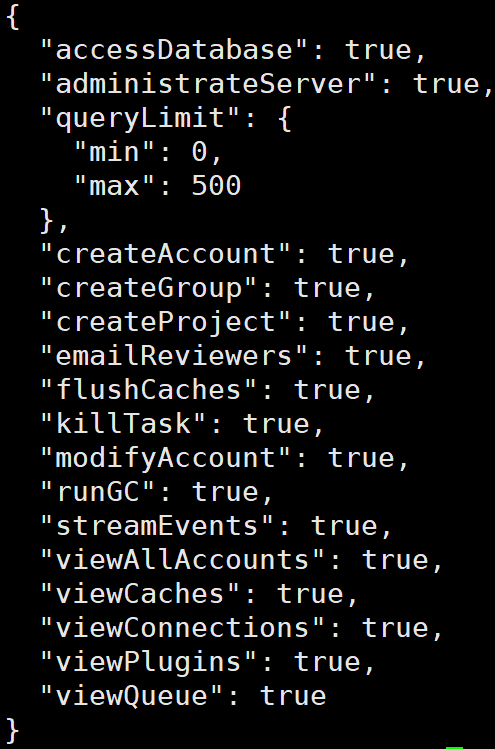 {
  "accessDatabase": true,
  "administrateServer": true,
  "queryLimit": {
    "min": 0,
    "max": 500
  },
  "createAccount": true,
  "createGroup": true,
  "createProject": true,
  "emailReviewers": true,
  "flushCaches": true,
  "killTask": true,
  "modifyAccount": true,
  "runGC": true,
  "streamEvents": true,
  "viewAllAccounts": true,
  "viewCaches": true,
  "viewConnections": true,
  "viewPlugins": true,
  "viewQueue": true
}